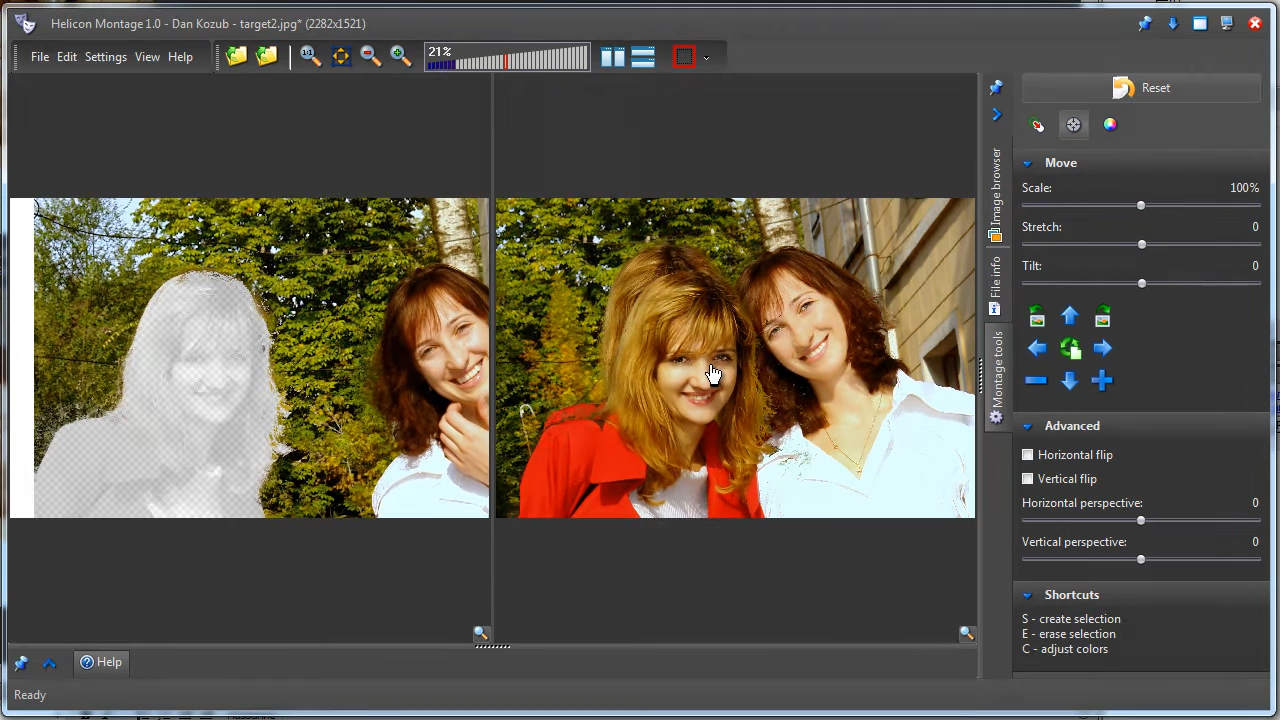 Helicon Montage 1.0 - Dan Kozub - target2.jpg* (2282x1521)
File Edit Settings View Help
1:1
21%
Reset
Move
Scale: 100%
Stretch: 0
Tilt: 0
Advanced
Horizontal flip
Vertical flip
Horizontal perspective: 0
Vertical perspective: 0
Shortcuts
S - create selection
E - erase selection
C - adjust colors
Image browser
File info
Montage tools
Help
Ready